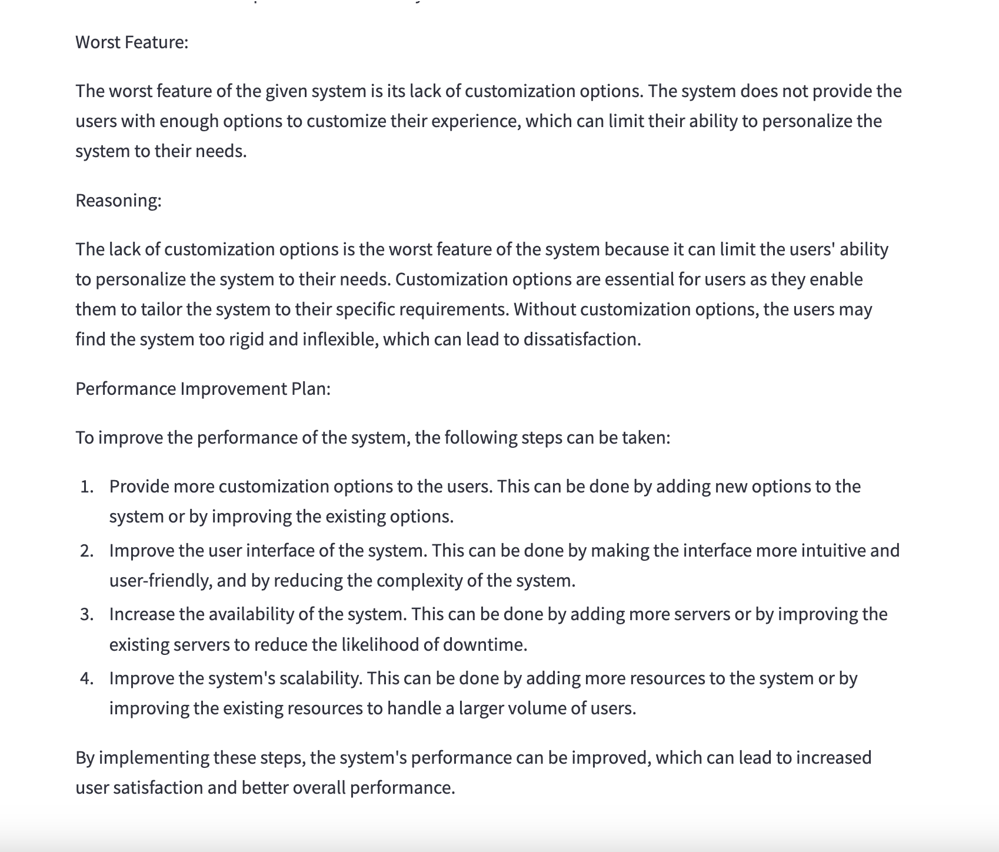 Worst Feature:
The worst feature of the given system is its lack of customization options. The system does not provide the
users with enough options to customize their experience, which can limit their ability to personalize the
system to their needs.
Reasoning:
The lack of customization options is the worst feature of the system because it can limit the users' ability
to personalize the system to their needs. Customization options are essential for users as they enable
them to tailor the system to their specific requirements. Without customization options, the users may
find the system too rigid and inflexible, which can lead to dissatisfaction.
Performance Improvement Plan:
To improve the performance of the system, the following steps can be taken:
1. Provide more customization options to the users. This can be done by adding new options to the
system or by improving the existing options.
2. Improve the user interface of the system. This can be done by making the interface more intuitive and
user-friendly, and by reducing the complexity of the system.
3. Increase the availability of the system. This can be done by adding more servers or by improving the
existing servers to reduce the likelihood of downtime.
4. Improve the system's scalability. This can be done by adding more resources to the system or by
improving the existing resources to handle a larger volume of users.
By implementing these steps, the system's performance can be improved, which can lead to increased
user satisfaction and better overall performance.